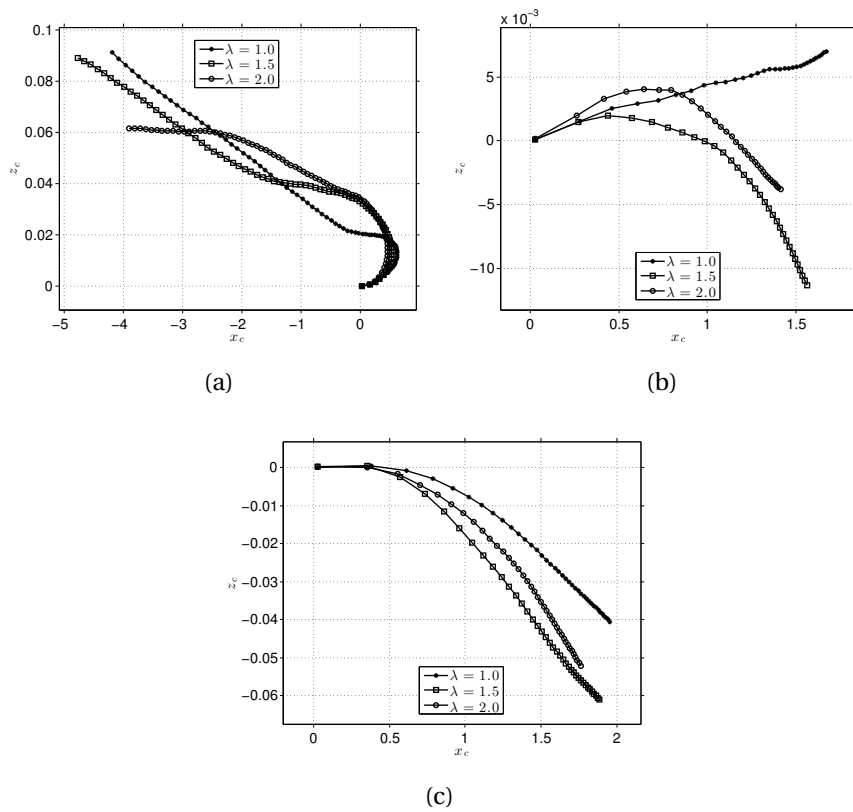 0.1
0.08
0.06
0.04
0.02
0
z_c
−5 −4 −3 −2 −1 0
x_c
λ = 1.0
λ = 1.5
λ = 2.0
(a)
x 10^−3
5
0
−5
−10
z_c
0 0.5 1 1.5
x_c
λ = 1.0
λ = 1.5
λ = 2.0
(b)
0
−0.01
−0.02
−0.03
−0.04
−0.05
−0.06
z_c
0 0.5 1 1.5 2
x_c
λ = 1.0
λ = 1.5
λ = 2.0
(c)